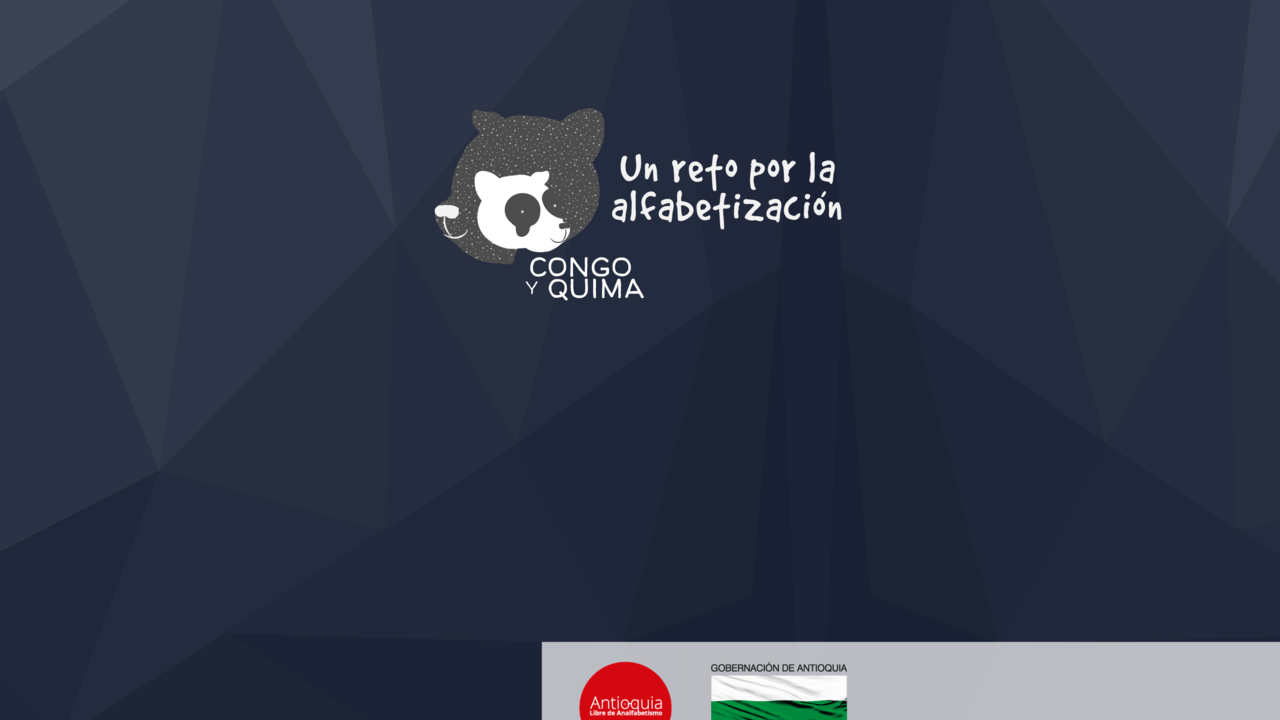 Un reto por la
alfabetización
CONGO
Y QUIMA
GOBERNACIÓN DE ANTIOQUIA
Antioquia
Libre de Analfabetismo